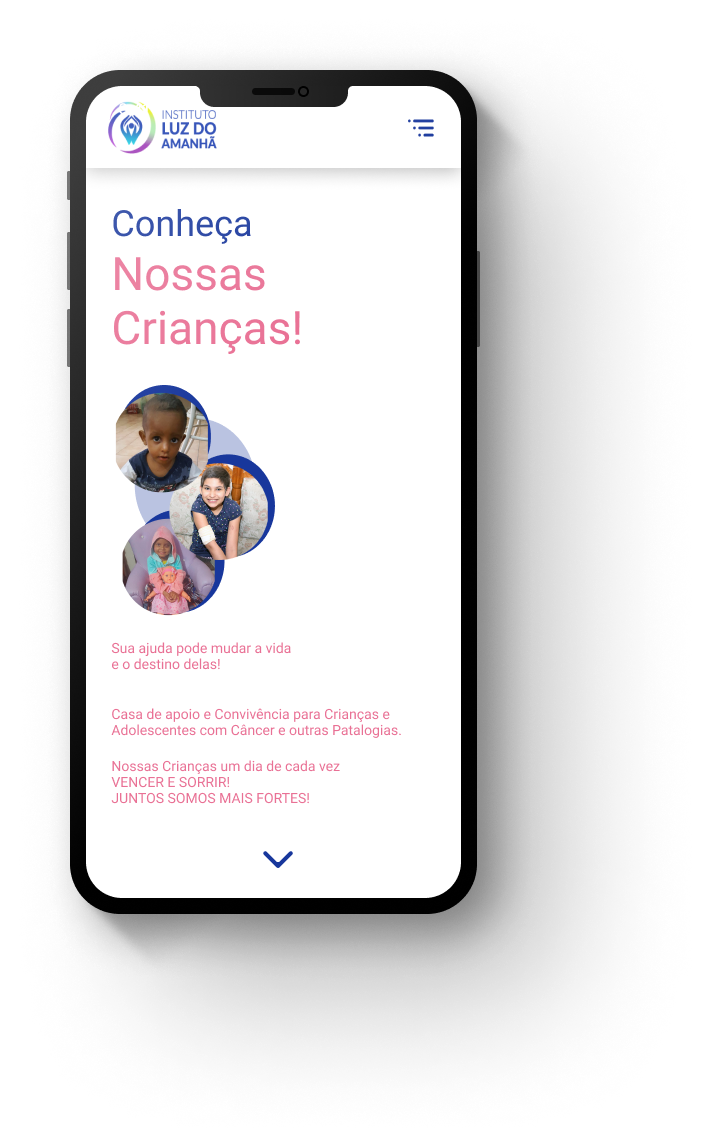 INSTITUTO
LUZ DO
AMANHÃ
Conheça
Nossas
Crianças!
Sua ajuda pode mudar a vida
e o destino delas!
Casa de apoio e Convivência para Crianças e
Adolescentes com Câncer e outras Patalogias.
Nossas Crianças um dia de cada vez
VENCER E SORRIR!
JUNTOS SOMOS MAIS FORTES!